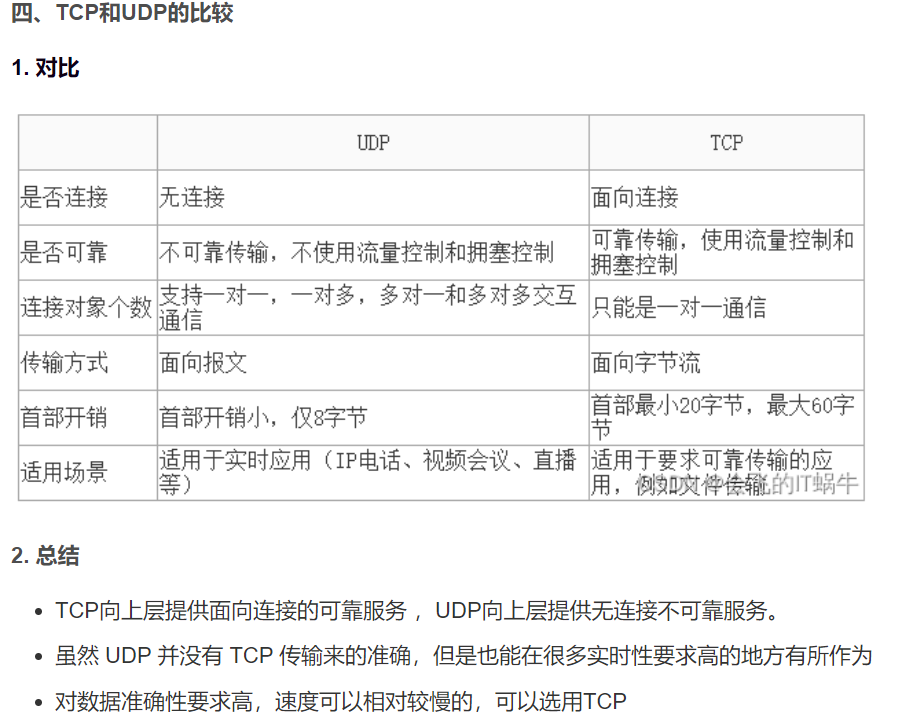 四、TCP和UDP的比较
1. 对比
UDP
TCP
是否连接
无连接
面向连接
是否可靠
不可靠传输，不使用流量控制和拥塞控制
可靠传输，使用流量控制和
拥塞控制
连接对象个数
支持一对一，一对多，多对一和多对多交互
通信
只能是一对一通信
传输方式
面向报文
面向字节流
首部开销
首部开销小，仅8字节
首部最小20字节，最大60字
节
适用场景
适用于实时应用（IP电话、视频会议、直播
等）
适用于要求可靠传输的应
用，例如文件传输
的IT蜗牛
2. 总结
TCP向上层提供面向连接的可靠服务 ，UDP向上层提供无连接不可靠服务。
虽然 UDP 并没有 TCP 传输来的准确，但是也能在很多实时性要求高的地方有所作为
对数据准确性要求高，速度可以相对较慢的，可以选用TCP